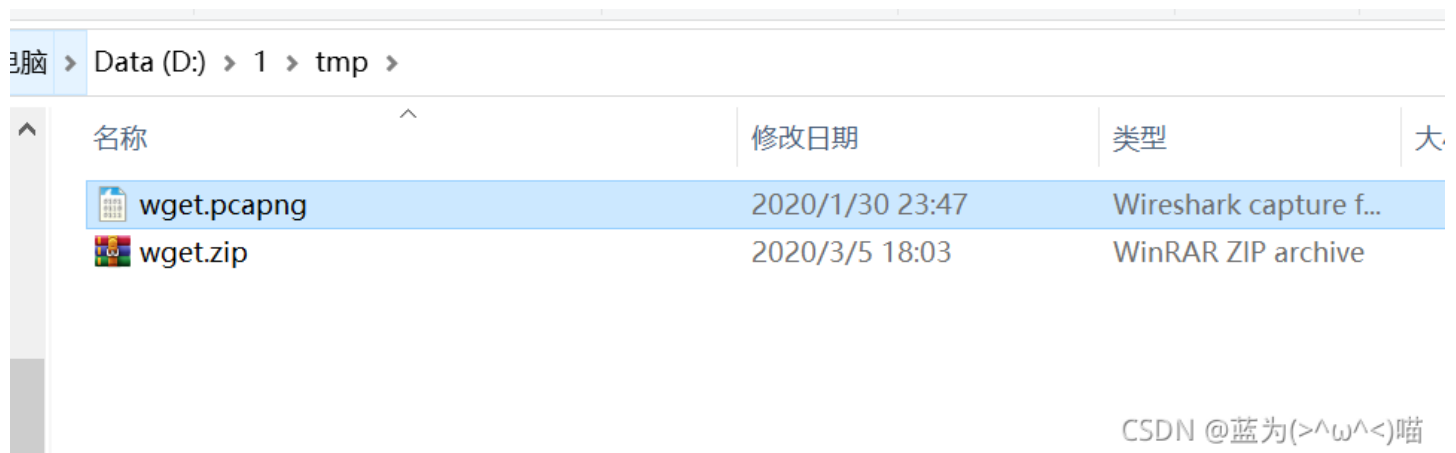 电脑 > Data (D:) > 1 > tmp >
名称 修改日期 类型
wget.pcapng 2020/1/30 23:47 Wireshark capture f...
wget.zip 2020/3/5 18:03 WinRAR ZIP archive
CSDN @蓝为(>^ω^<)喵